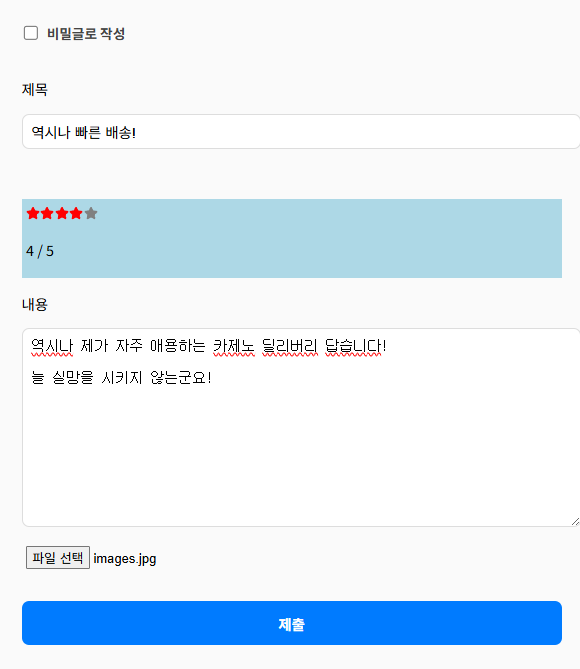 비밀글로 작성
제목
역시나 빠른 배송!
4 / 5
내용
역시나 제가 자주 애용하는 카제노 딜리버리 답습니다!
늘 실망을 시키지 않는군요!
파일 선택 images.jpg
제출